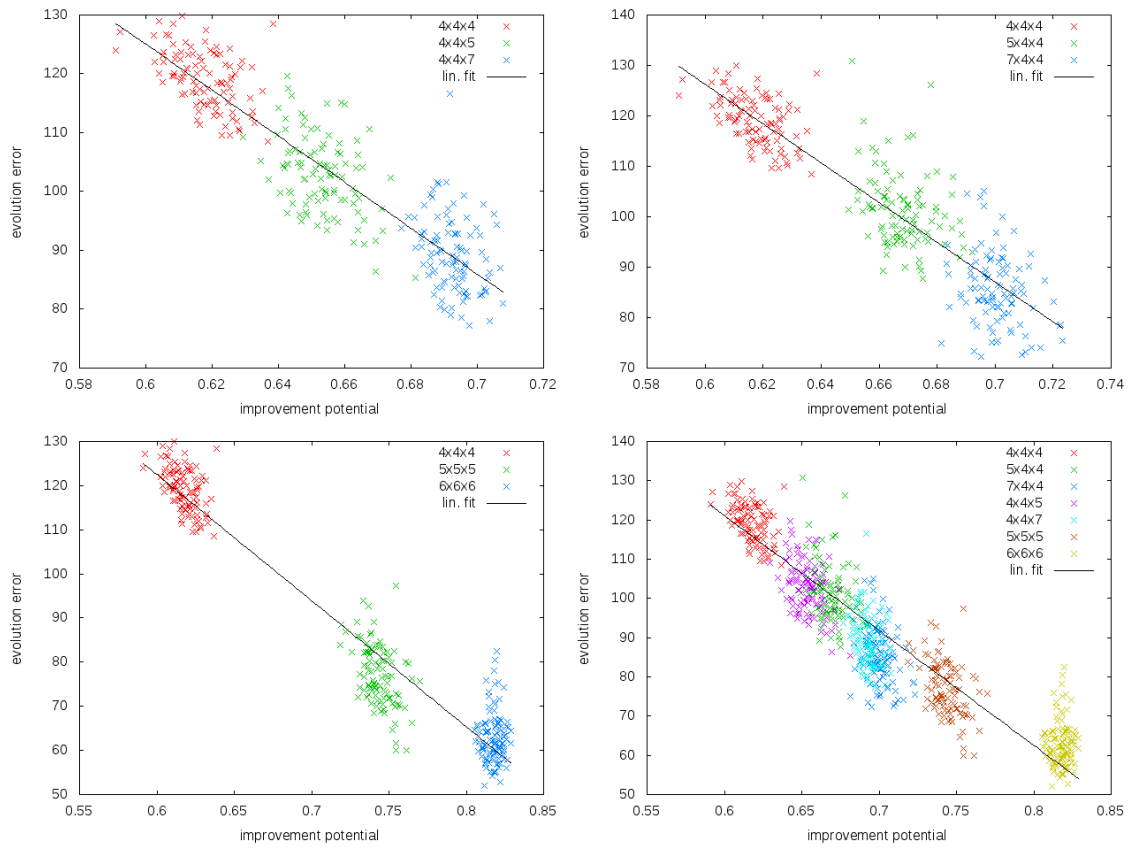 130
120
110
100
90
80
70
0.58 0.6 0.62 0.64 0.66 0.68 0.7 0.72
evolution error
improvement potential
4x4x4
4x4x5
4x4x7
lin. fit
140
130
120
110
100
90
80
70
0.58 0.6 0.62 0.64 0.66 0.68 0.7 0.72 0.74
evolution error
improvement potential
4x4x4
5x4x4
7x4x4
lin. fit
130
120
110
100
90
80
70
60
50
0.55 0.6 0.65 0.7 0.75 0.8 0.85
evolution error
improvement potential
4x4x4
5x5x5
6x6x6
lin. fit
140
130
120
110
100
90
80
70
60
50
0.55 0.6 0.65 0.7 0.75 0.8 0.85
evolution error
improvement potential
4x4x4
5x4x4
7x4x4
4x4x5
4x4x7
5x5x5
6x6x6
lin. fit